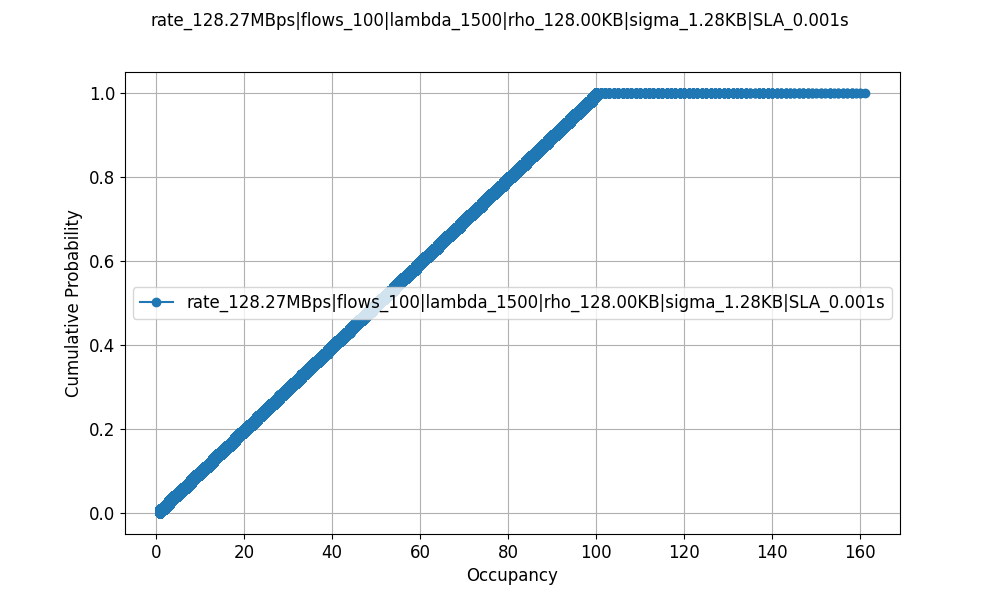 rate_128.27MBps|flows_100|lambda_1500|rho_128.00KB|sigma_1.28KB|SLA_0.001s
1.0
0.8
0.6
rate_128.27MBps|flows_100|lambda_1500|rho_128.00KB|sigma_1.28KB|SLA_0.001s
0.4
0.2
0.0
Cumulative Probability
0 20 40 60 80 100 120 140 160
Occupancy